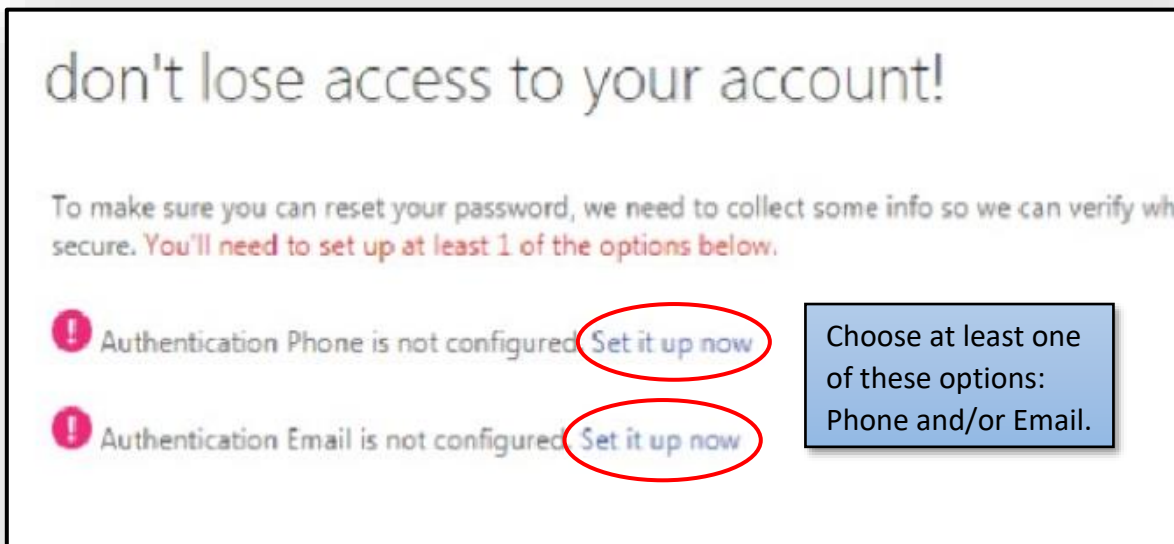 don't lose access to your account!
To make sure you can reset your password, we need to collect some info so we can verify wh
secure. You'll need to set up at least 1 of the options below.
! Authentication Phone is not configured. Set it up now
! Authentication Email is not configured. Set it up now
Choose at least one
of these options:
Phone and/or Email.